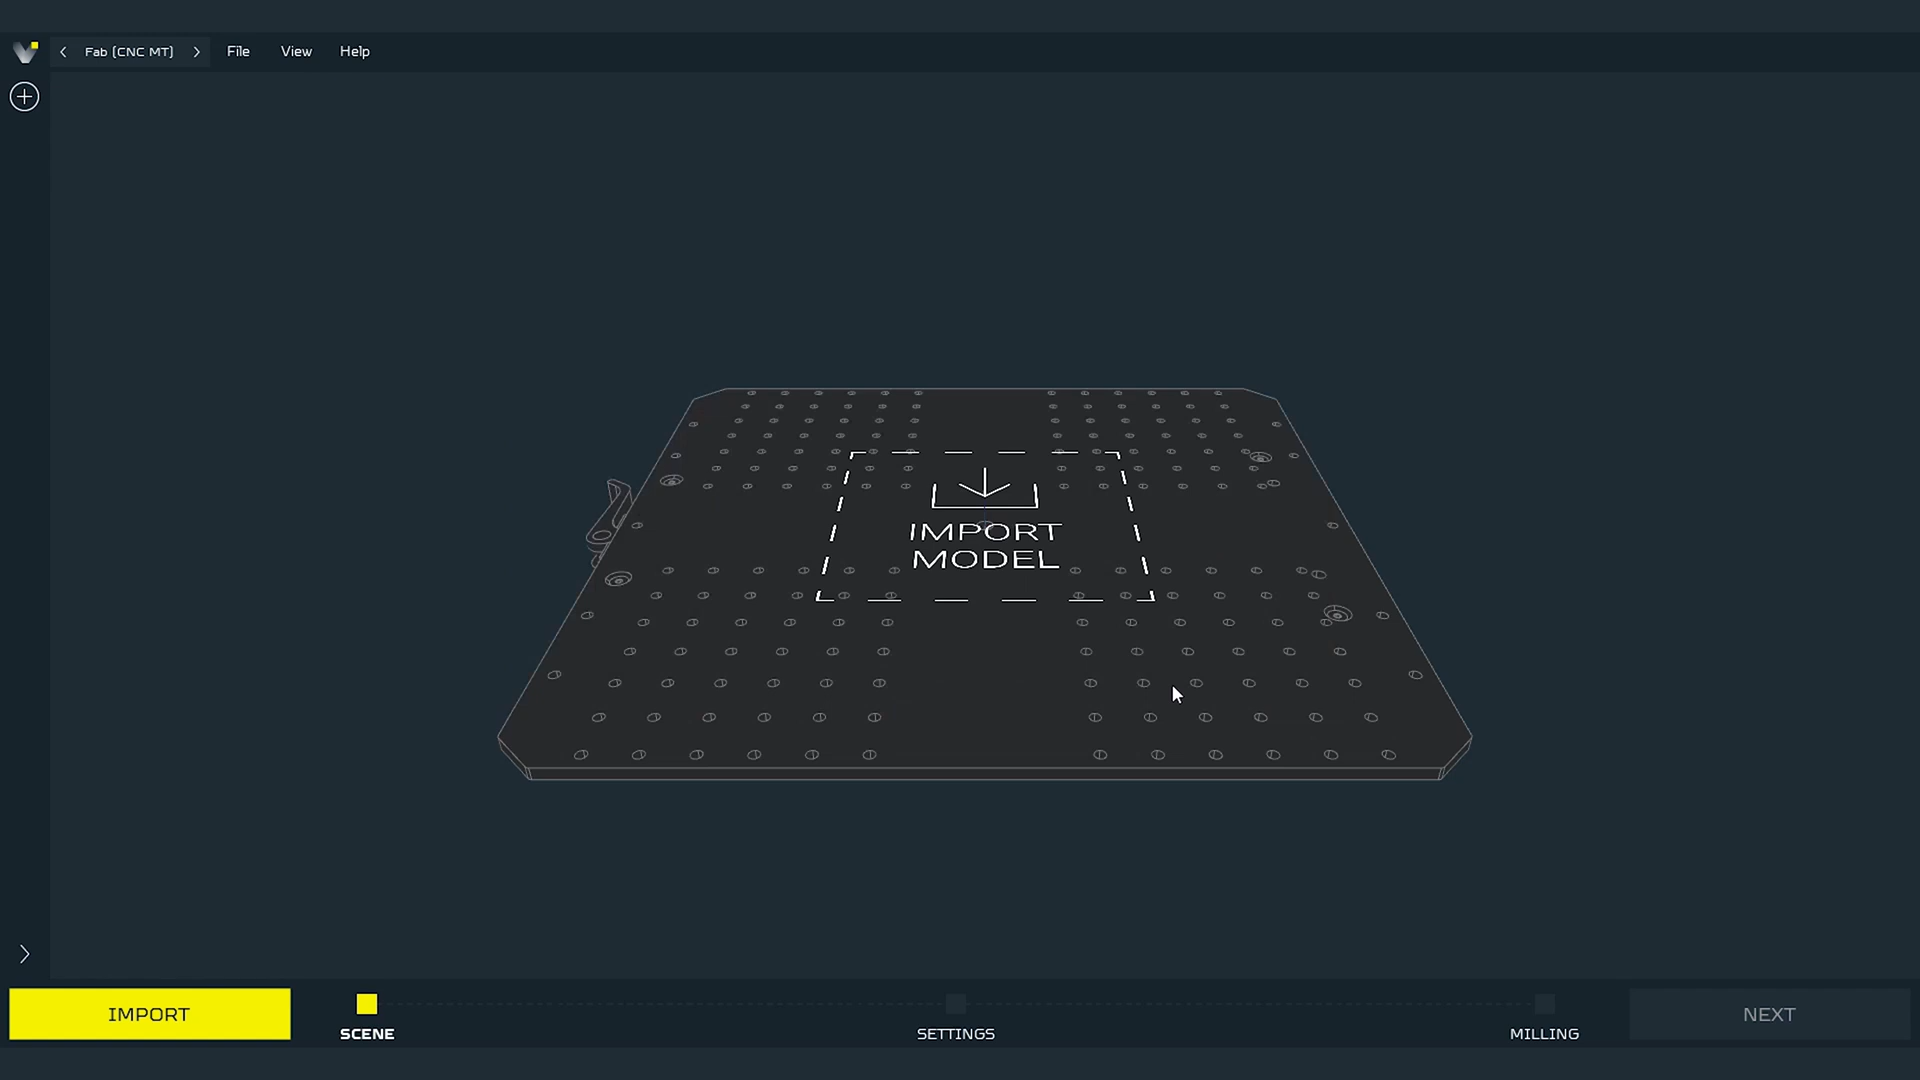 Fab (CNC MT)
File
View
Help
IMPORT
MODEL
IMPORT
SCENE
SETTINGS
MILLING
NEXT